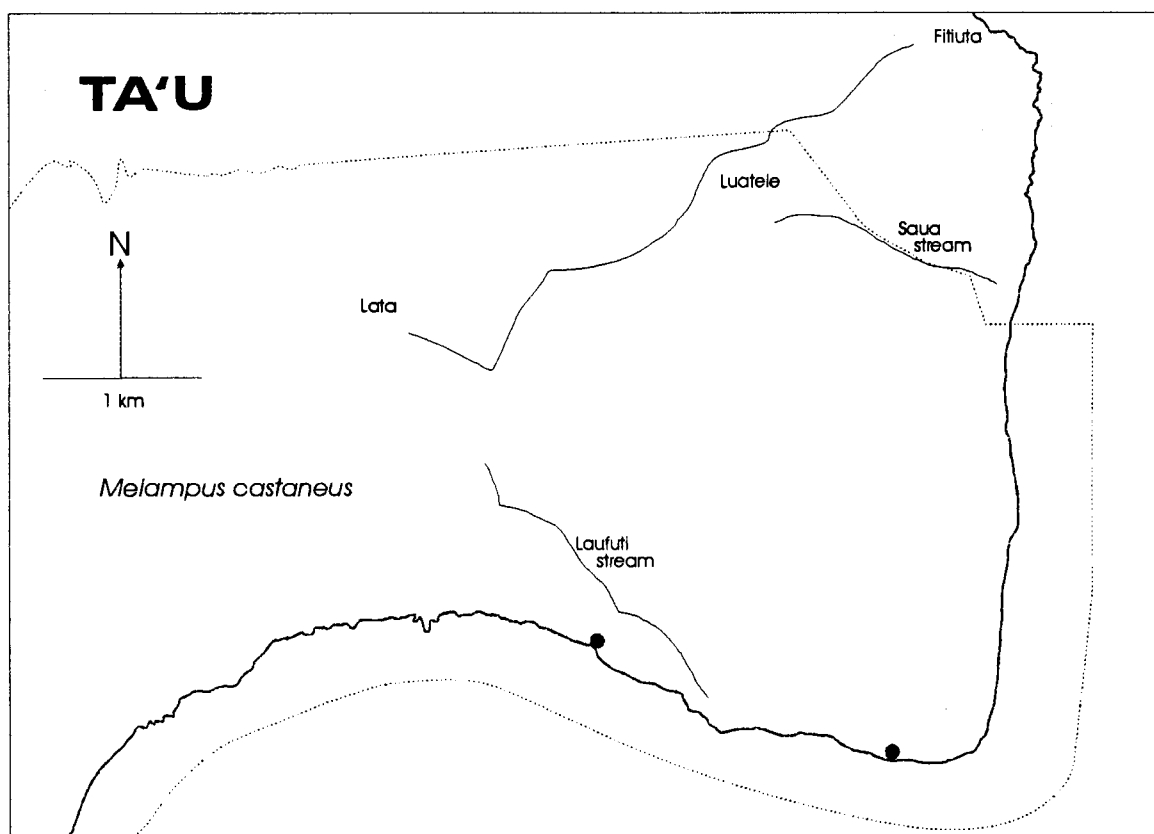 Fitiuta
TA‘U
Luatele
Saua
stream
N
Lata
1 km
Melampus castaneus
Laufuti
stream